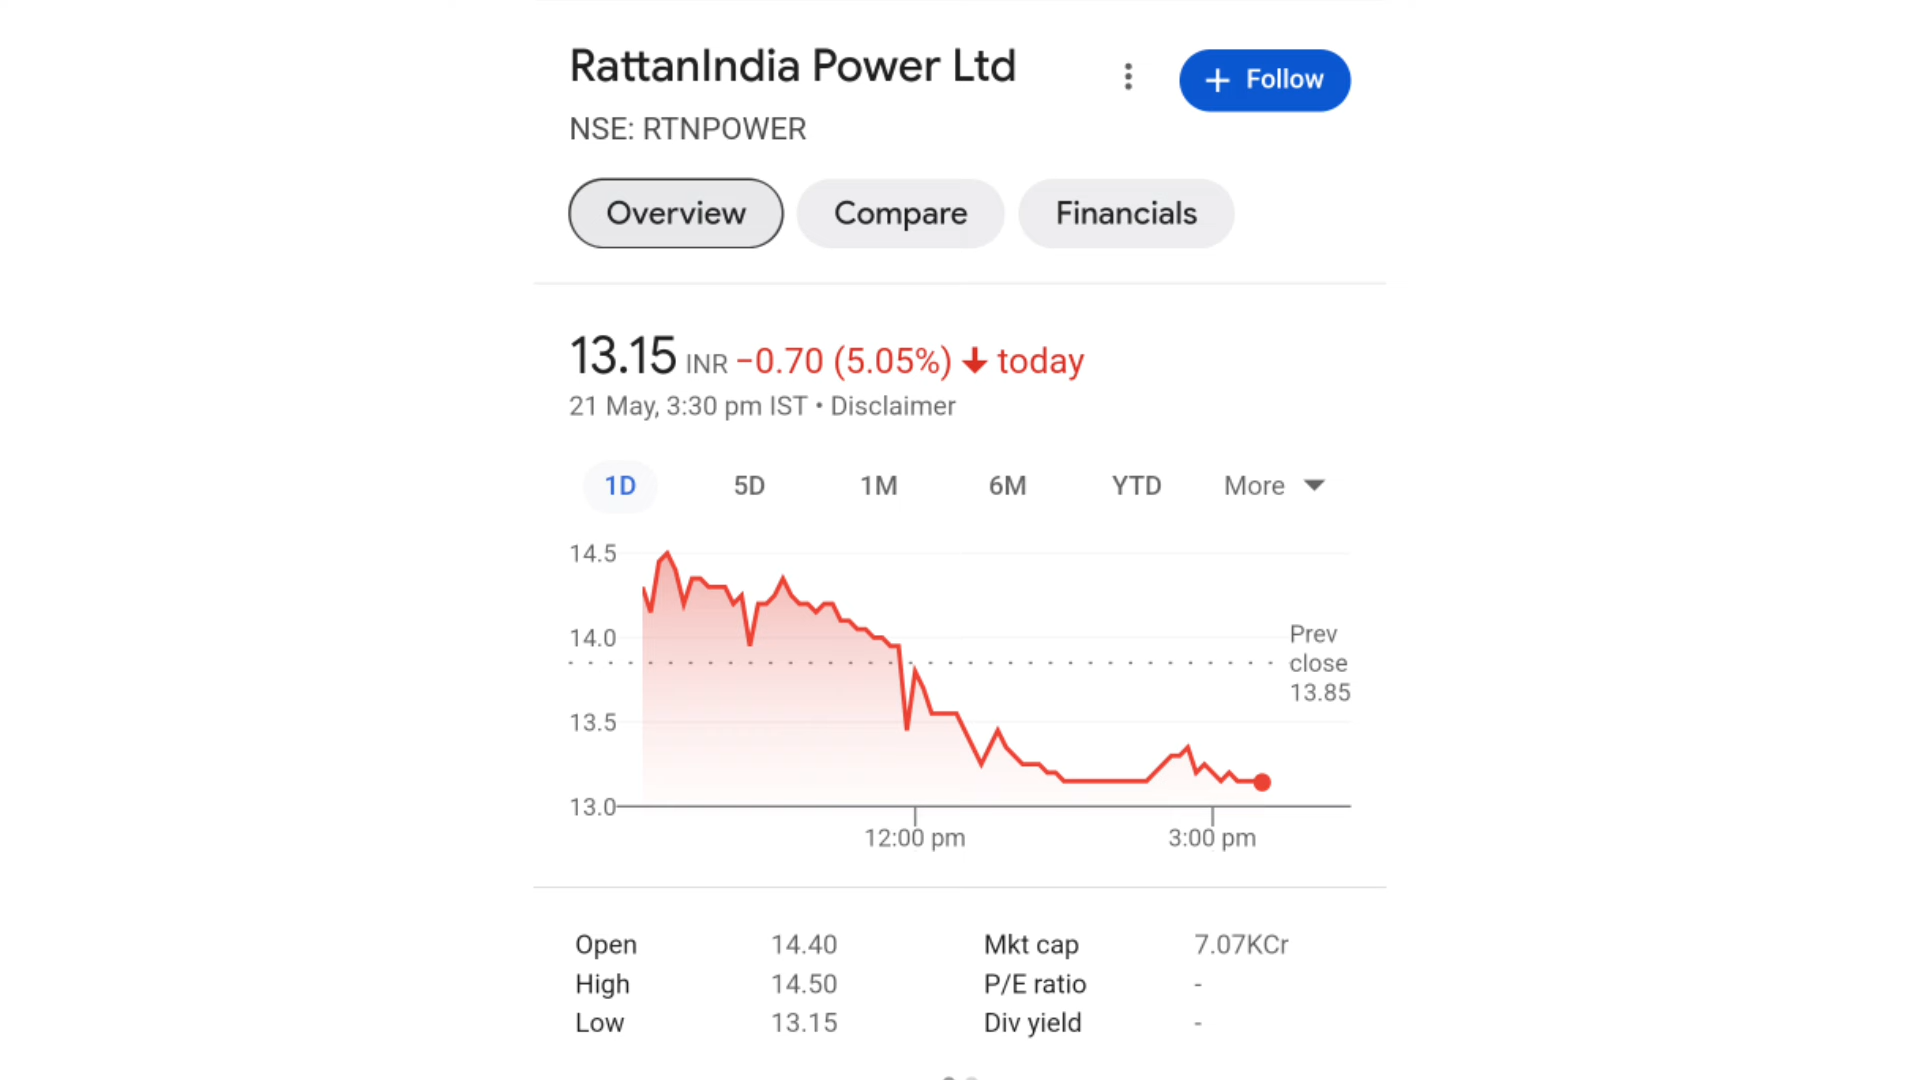 RattanIndia Power Ltd
+ Follow
NSE: RTNPOWER
Overview
Compare
Financials
13.15 INR −0.70 (5.05%) ↓ today
21 May, 3:30 pm IST • Disclaimer
1D 5D 1M 6M YTD More
14.5
14.0
13.5
13.0
Prev
close
13.85
12:00 pm 3:00 pm
Open 14.40 Mkt cap 7.07KCr
High 14.50 P/E ratio -
Low 13.15 Div yield -